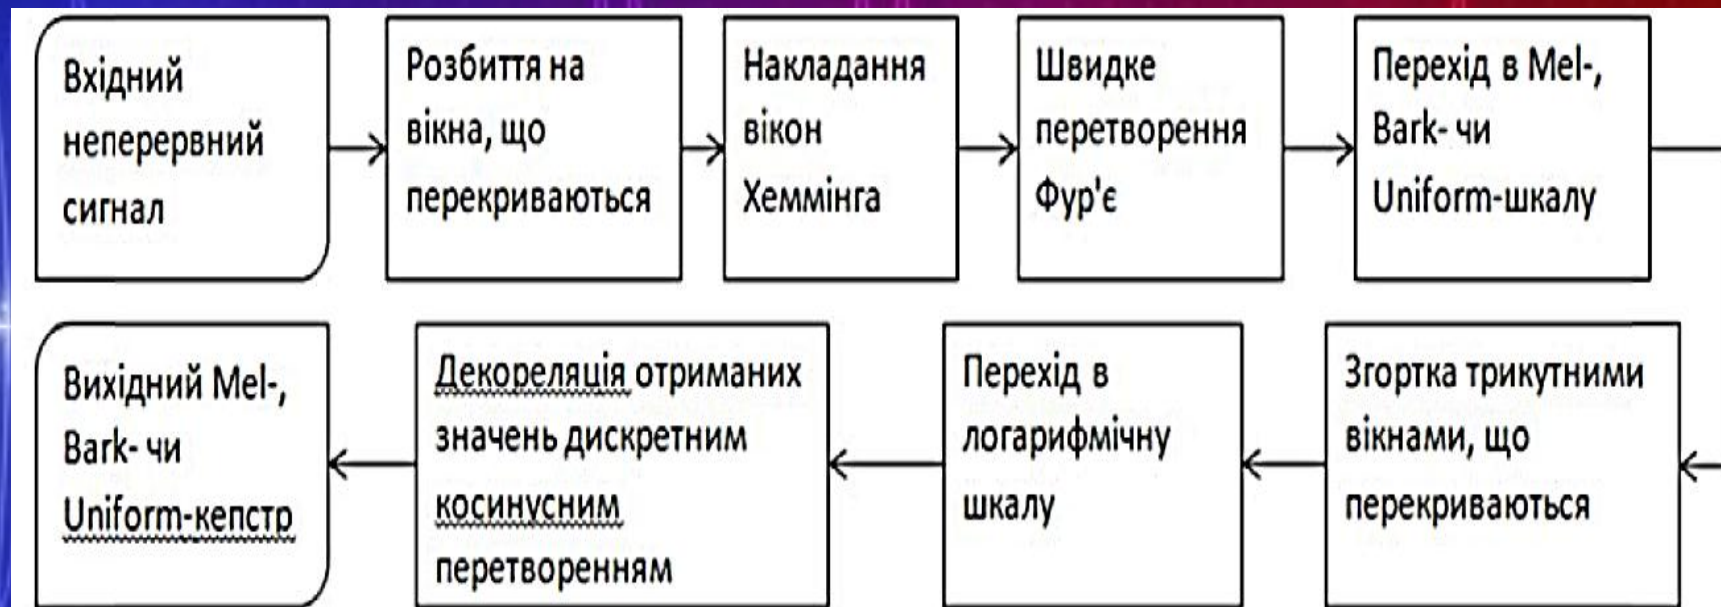 Вхідний
неперервний
сигнал
Розбиття на
вікна, що
перекриваються
Накладання
вікон
Хеммінга
Швидке
перетворення
Фур'є
Перехід в Mel-,
Bark- чи
Uniform-шкалу
Згортка трикутними
вікнами, що
перекриваються
Перехід в
логарифмічну
шкалу
Декореляція отриманих
значень дискретним
косинусним
перетворенням
Вихідний Mel-,
Bark- чи
Uniform-кепстр